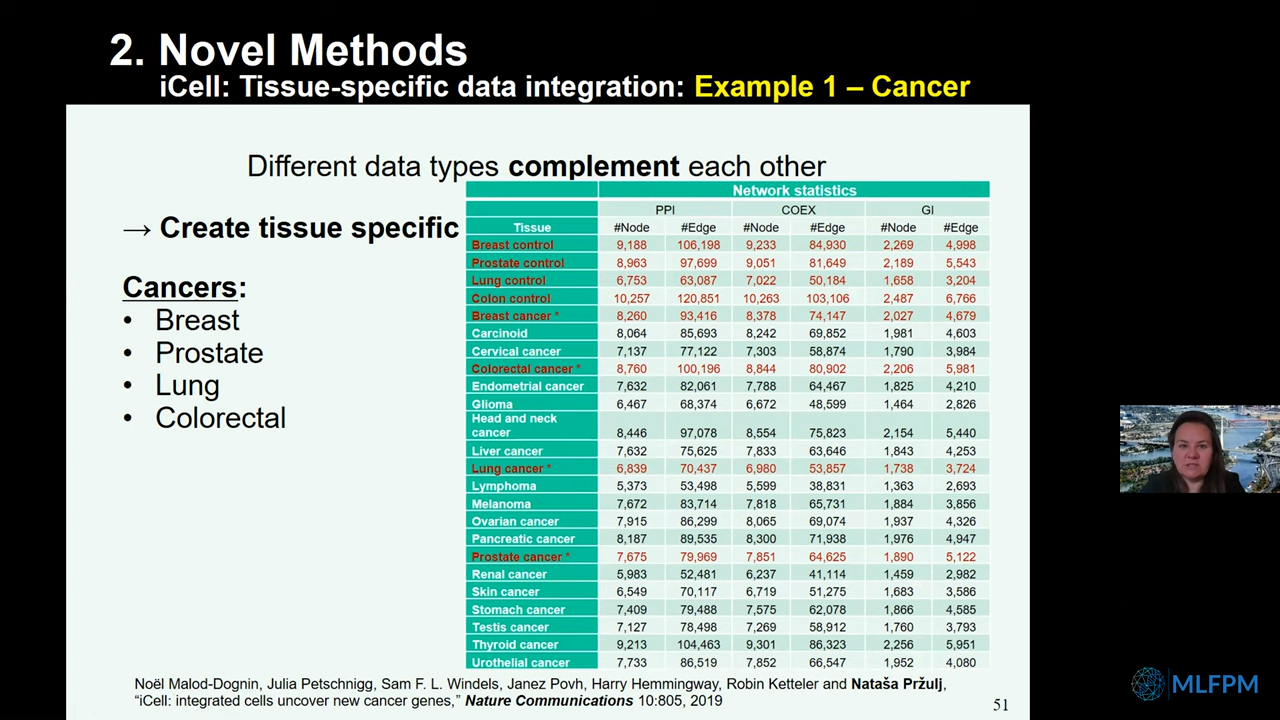 2. Novel Methods
iCell: Tissue-specific data integration: Example 1 – Cancer
Different data types complement each other
→ Create tissue specific
Cancers:
• Breast
• Prostate
• Lung
• Colorectal
Network statistics
PPI COEX GI
Tissue #Node #Edge #Node #Edge #Node #Edge
Breast control 9,188 106,198 9,233 84,930 2,269 4,998
Prostate control 8,963 97,699 9,051 81,649 2,189 5,543
Lung control 6,753 63,087 7,022 50,184 1,658 3,204
Colon control 10,257 120,851 10,263 103,106 2,487 6,766
Breast cancer * 8,260 93,416 8,378 74,147 2,027 4,679
Carcinoid 8,064 85,693 8,242 69,852 1,981 4,603
Cervical cancer 7,137 77,122 7,303 58,874 1,790 3,984
Colorectal cancer * 8,760 100,196 8,844 80,902 2,206 5,981
Endometrial cancer 7,632 82,061 7,788 64,467 1,825 4,210
Glioma 6,467 68,374 6,672 48,599 1,464 2,826
Head and neck
cancer 8,446 97,078 8,554 75,823 2,154 5,440
Liver cancer 7,632 75,625 7,833 63,646 1,843 4,253
Lung cancer * 6,839 70,437 6,980 53,857 1,738 3,724
Lymphoma 5,373 53,498 5,599 38,831 1,363 2,693
Melanoma 7,672 83,714 7,818 65,731 1,884 3,856
Ovarian cancer 7,915 86,299 8,065 69,074 1,937 4,326
Pancreatic cancer 8,187 89,535 8,300 71,938 1,976 4,947
Prostate cancer * 7,675 79,969 7,851 64,625 1,890 5,122
Renal cancer 5,983 52,481 6,237 41,114 1,459 2,982
Skin cancer 6,549 70,117 6,719 51,275 1,683 3,586
Stomach cancer 7,409 79,488 7,575 62,078 1,866 4,585
Testis cancer 7,127 78,498 7,269 58,912 1,760 3,793
Thyroid cancer 9,213 104,463 9,301 86,323 2,256 5,951
Urothelial cancer 7,733 86,519 7,852 66,547 1,952 4,080
Noël Malod-Dognin, Julia Petschnigg, Sam F. L. Windels, Janez Povh, Harry Hemmingway, Robin Ketteler and Nataša Pržulj,
“iCell: integrated cells uncover new cancer genes,” Nature Communications 10:805, 2019
51
MLFPM